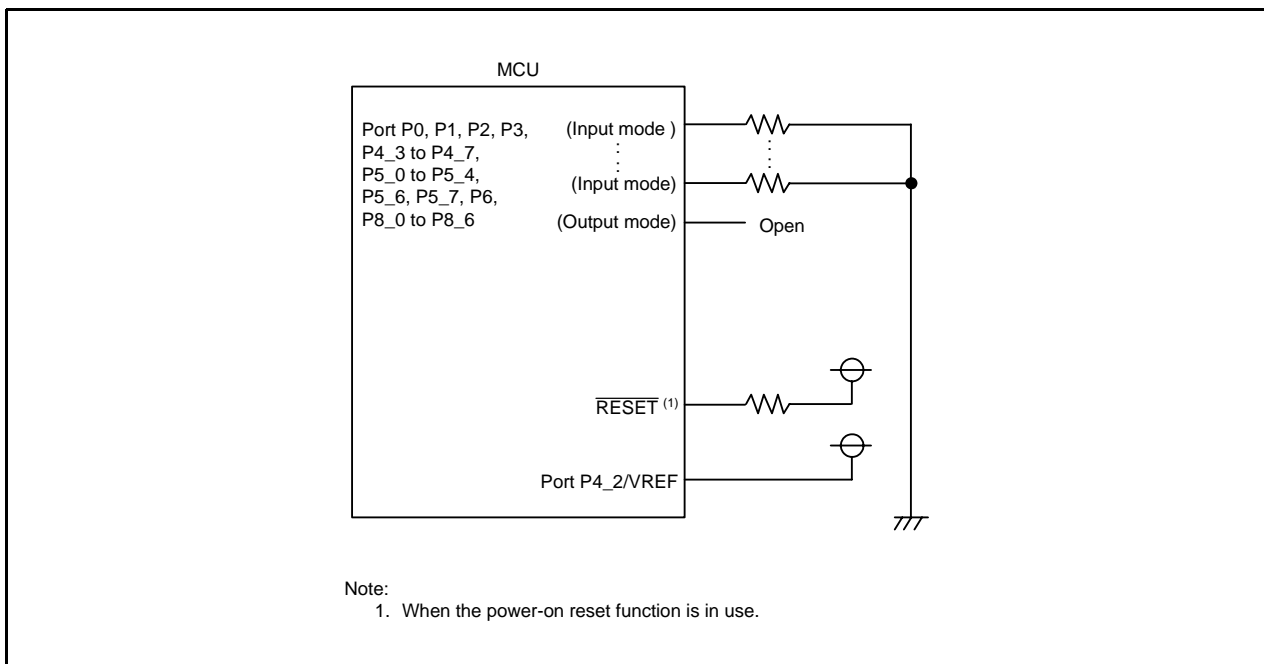 MCU
Port P0, P1, P2, P3,
P4_3 to P4_7,
P5_0 to P5_4,
P5_6, P5_7, P6,
P8_0 to P8_6
(Input mode )
(Input mode)
(Output mode)
Open
RESET (1)
Port P4_2/VREF
Note:
1. When the power-on reset function is in use.